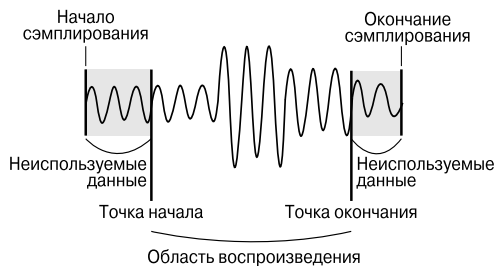 Начало
сэмплирования
Окончание
сэмплирования
Неиспользуемые
данные
Неиспользуемые
данные
Точка начала
Точка окончания
Область воспроизведения